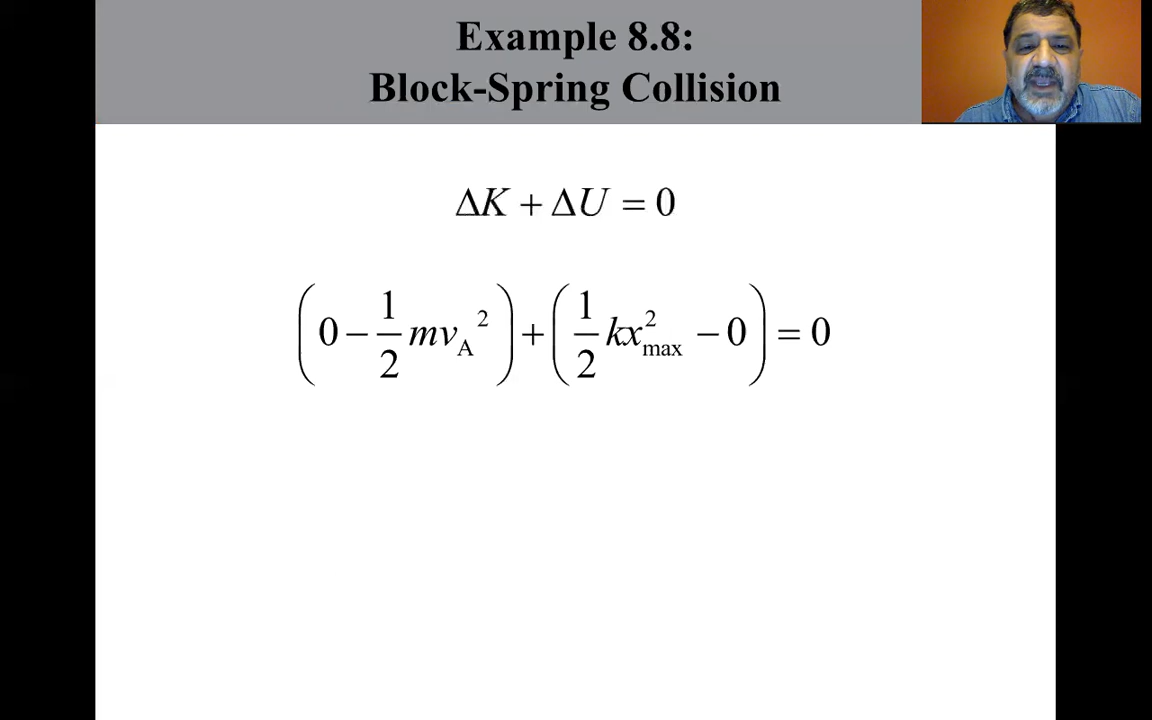 Example 8.8:
Block-Spring Collision
ΔK + ΔU = 0
(0 − 1/2 mv_A²) + (1/2 kx²_max − 0) = 0